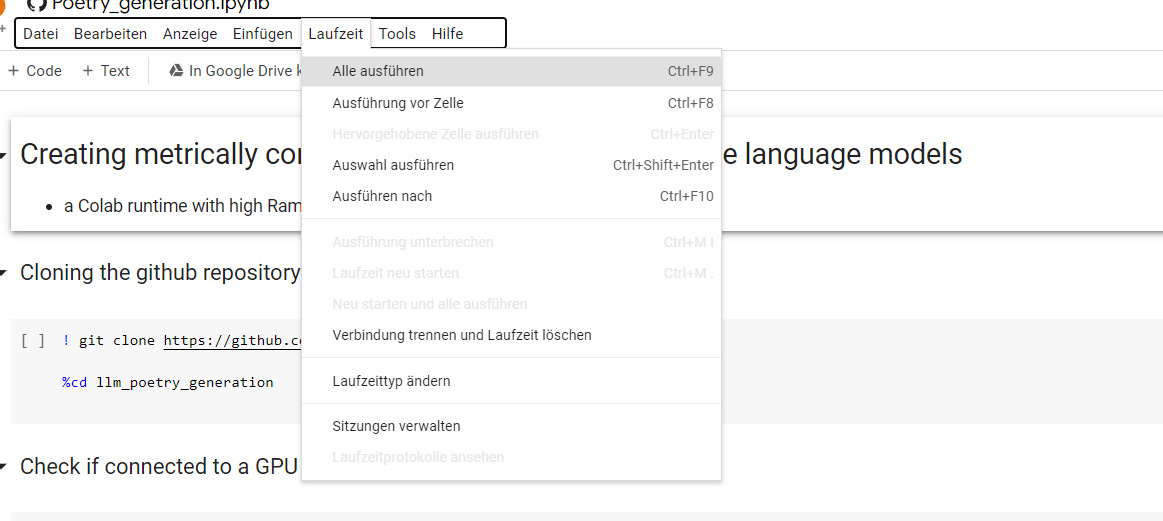 Poetry_generation.ipynb
Datei Bearbeiten Anzeige Einfügen Laufzeit Tools Hilfe
+ Code + Text In Google Drive k
Alle ausführen Ctrl+F9
Ausführung vor Zelle Ctrl+F8
Hervorgehobene Zelle ausführen Ctrl+Enter
Creating metrically co e language models
Auswahl ausführen Ctrl+Shift+Enter
Ausführen nach Ctrl+F10
• a Colab runtime with high Ram
Ausführung unterbrechen Ctrl+M I
Laufzeit neu starten Ctrl+M .
Cloning the github repository
Neu starten und alle ausführen
Verbindung trennen und Laufzeit löschen
[ ] ! git clone https://github.c
%cd llm_poetry_generation
Laufzeittyp ändern
Sitzungen verwalten
Laufzeitprotokolle ansehen
Check if connected to a GPU